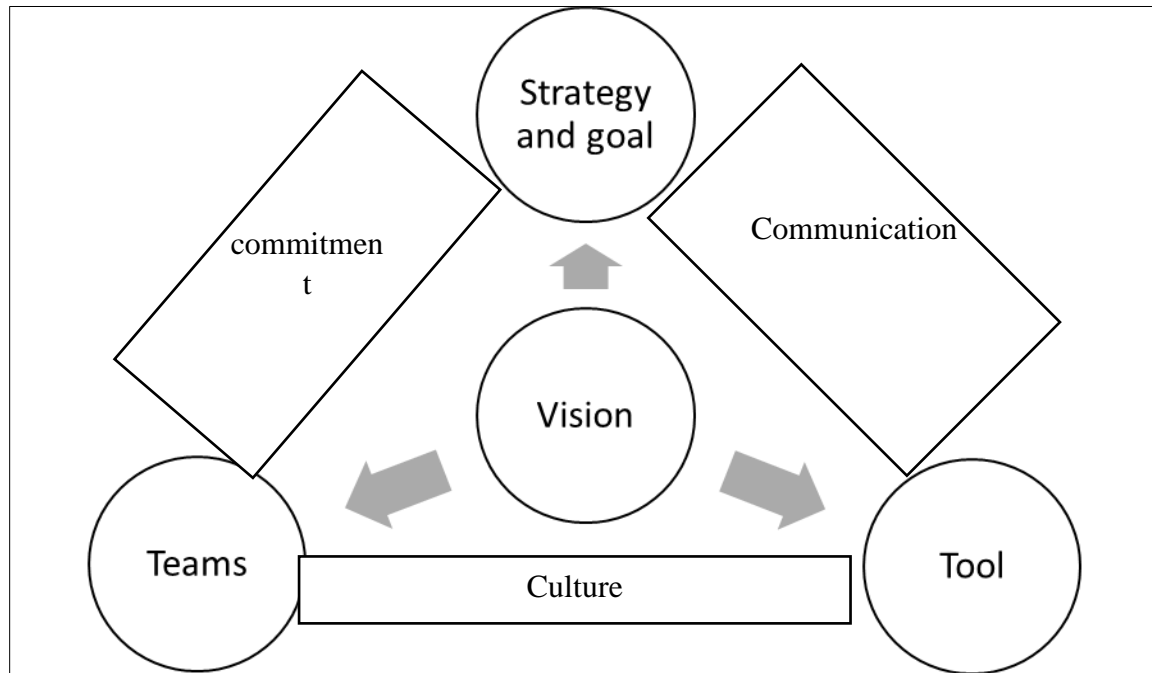 Strategy
and goal
commitmen
t
Communication
Vision
Teams
Culture
Tool